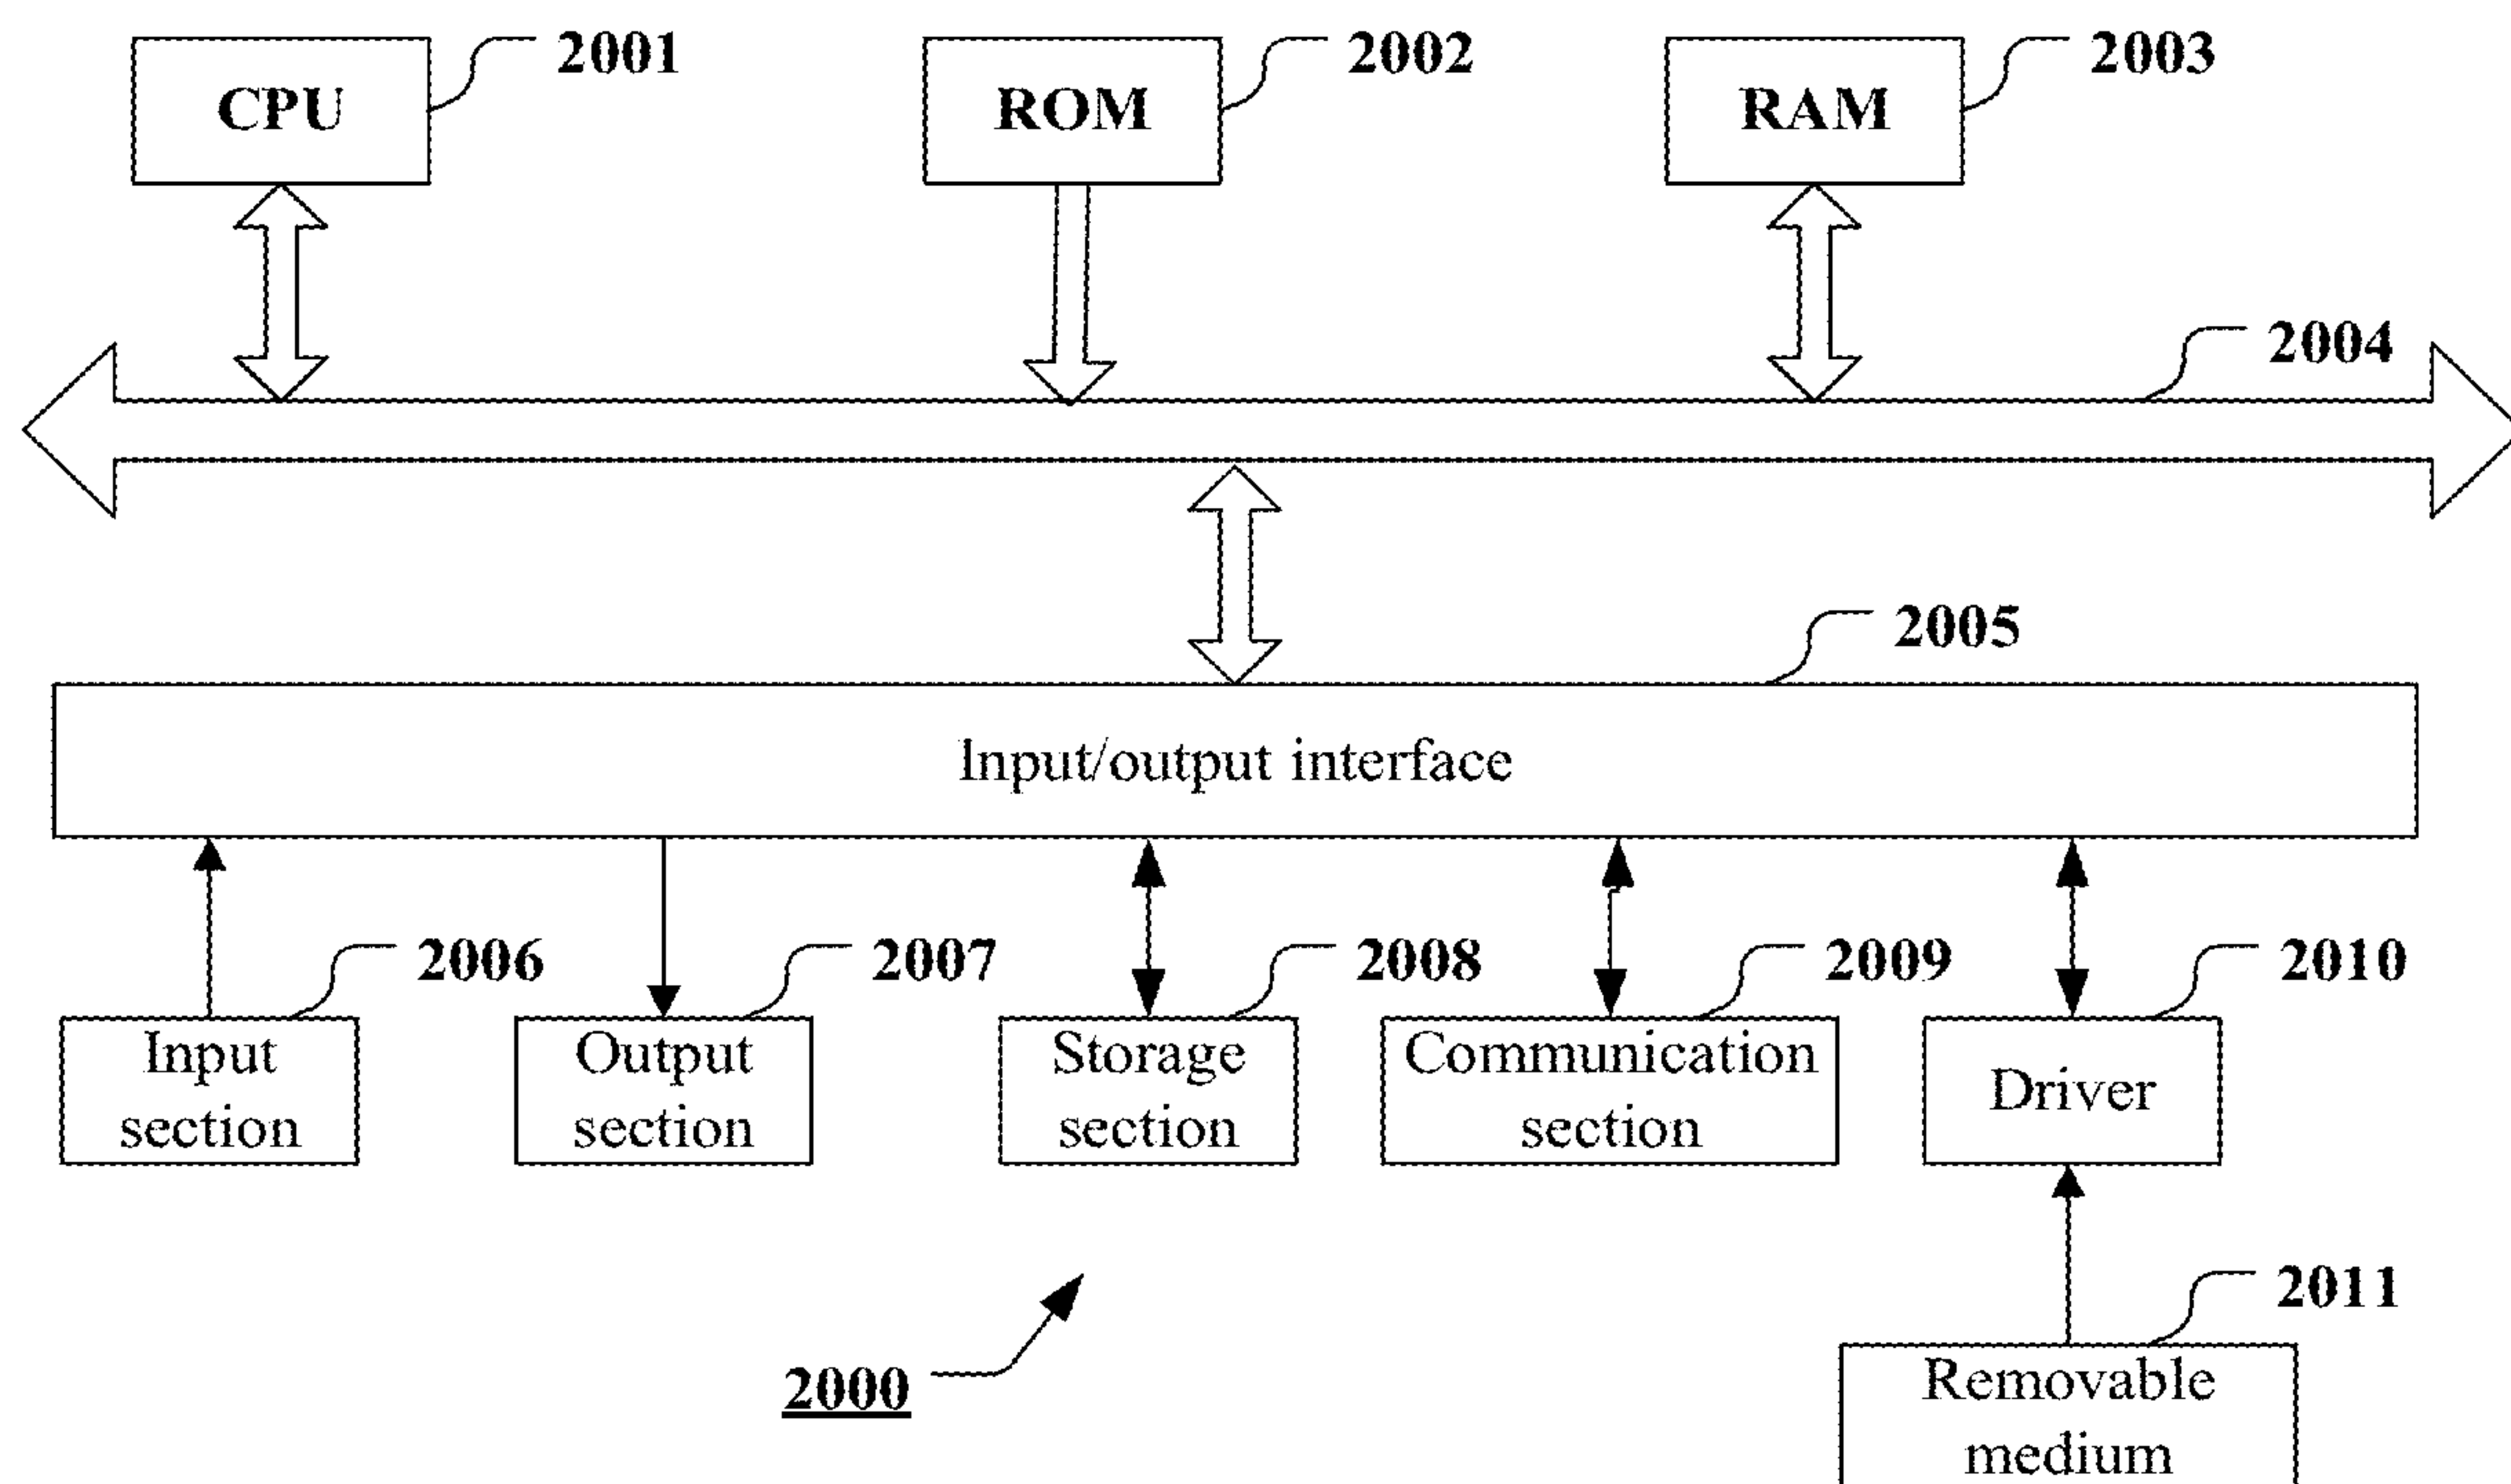 2001
CPU
2002
ROM
2003
RAM
2004
2005
Input/output interface
2006
Input
section
2007
Output
section
2008
Storage
section
2009
Communication
section
2010
Driver
2011
Removable
medium
2000